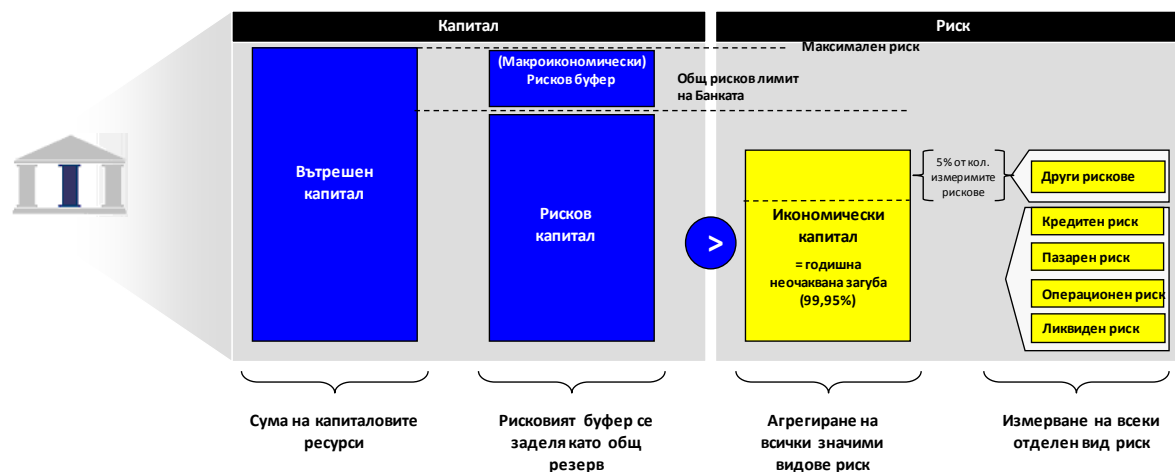 Капитал
Риск
Максимален риск
(Макроикономически)
Рисков буфер
Общ рисков лимит
на Банката
Вътрешен
капитал
Рисков
капитал
>
Икономически
капитал
= годишна
неочаквана загуба
(99,95%)
5% от кол.
измеримите
рискове
Други рискове
Кредитен риск
Пазарен риск
Операционен риск
Ликвиден риск
Сума на капиталовите
ресурси
Рисковият буфер се
заделя като общ
резерв
Агрегиране на
всички значими
видове риск
Измерване на всеки
отделен вид риск